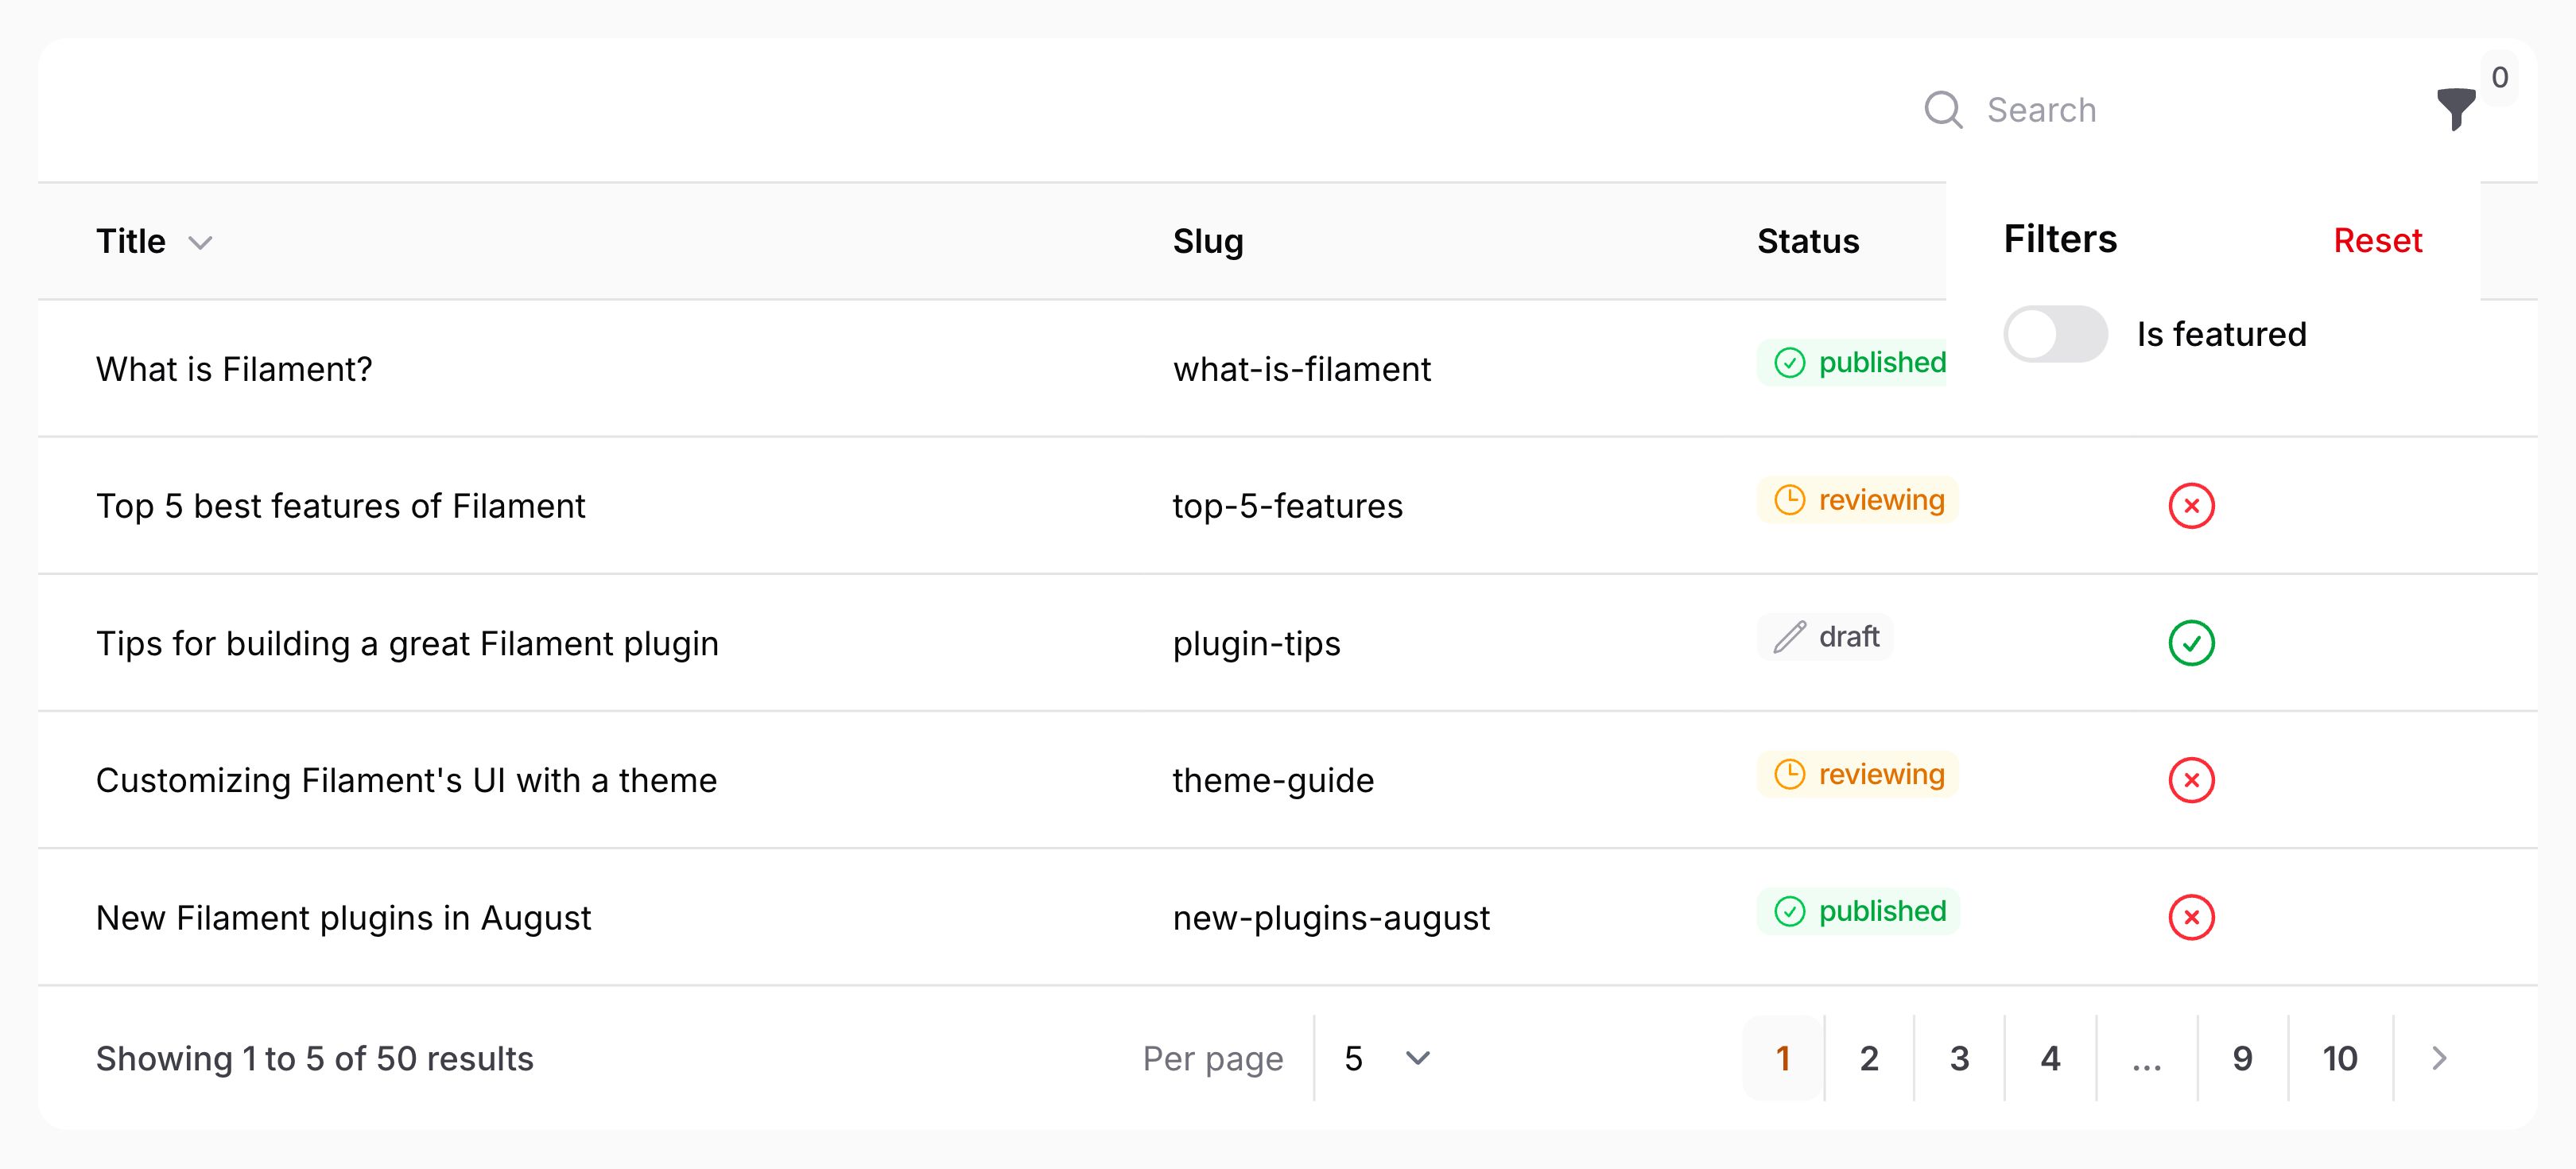 Search 0
Title Slug Status Filters Reset
Is featured
What is Filament? what-is-filament published
Top 5 best features of Filament top-5-features reviewing
Tips for building a great Filament plugin plugin-tips draft
Customizing Filament's UI with a theme theme-guide reviewing
New Filament plugins in August new-plugins-august published
Showing 1 to 5 of 50 results Per page 5 1 2 3 4 ... 9 10